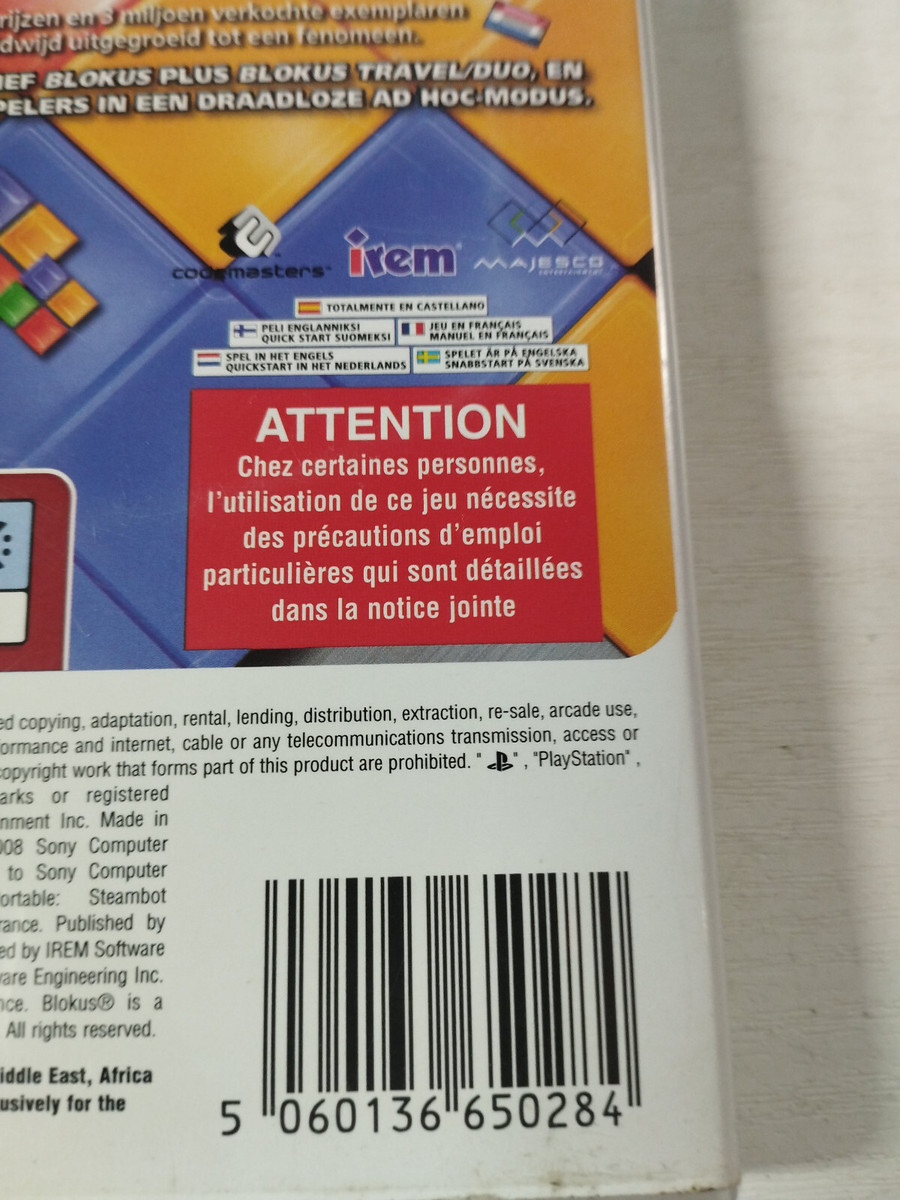 rijzen en 3 miljoen verkochte exemplaren
dwijd uitgegroeid tot een fenomeen.
IEF BLOKUS PLUS BLOKUS TRAVEL/DUO, EN
PELERS IN EEN DRAADLOZE AD HOC-MODUS.
codemasters
irem
MAJESCO
ENTERTAINMENT
TOTALMENTE EN CASTELLANO
PELI ENGLANNIKSI
QUICK START SUOMEKSI
JEU EN FRANÇAIS
MANUEL EN FRANÇAIS
SPEL IN HET ENGELS
QUICKSTART IN HET NEDERLANDS
SPELET ÄR PÅ ENGELSKA
SNABBSTART PÅ SVENSKA
ATTENTION
Chez certaines personnes,
l'utilisation de ce jeu nécessite
des précautions d'emploi
particulières qui sont détaillées
dans la notice jointe
ed copying, adaptation, rental, lending, distribution, extraction, re-sale, arcade use,
ormance and internet, cable or any telecommunications transmission, access or
copyright work that forms part of this product are prohibited. " ", "PlayStation",
arks or registered
nment Inc. Made in
008 Sony Computer
to Sony Computer
ortable: Steambot
rance. Published by
ed by IREM Software
ware Engineering Inc.
nce. Blokus® is a
All rights reserved.
iddle East, Africa
usively for the
5 060136 650284